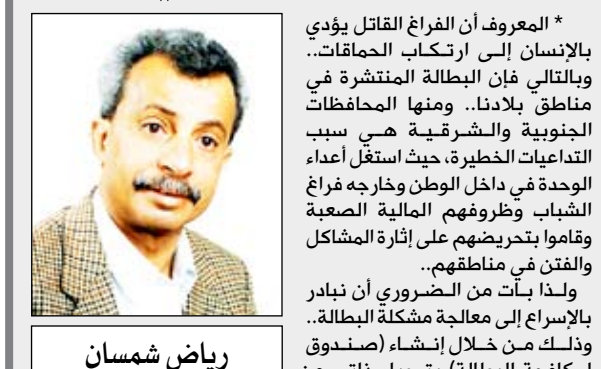 * المعروف أن الفراغ القاتل يؤدي
بالإنسان إلى ارتكاب الحماقات..
وبالتالي فإن البطالة المنتشرة في
مناطق بلادنا.. ومنها المحافظات
الجنوبية والشرقية هي سبب
التداعيات الخطيرة، حيث استغل أعداء
الوحدة في داخل الوطن وخارجه فراغ
الشباب وظروفهم المالية الصعبة
وقاموا بتحريضهم على إثارة المشاكل
والفتن في مناطقهم..
ولذا بات من الضروري أن نبادر
بالإسراع إلى معالجة مشكلة البطالة..
وذلك من خلال إنشاء (صندوق
رياض شمسان